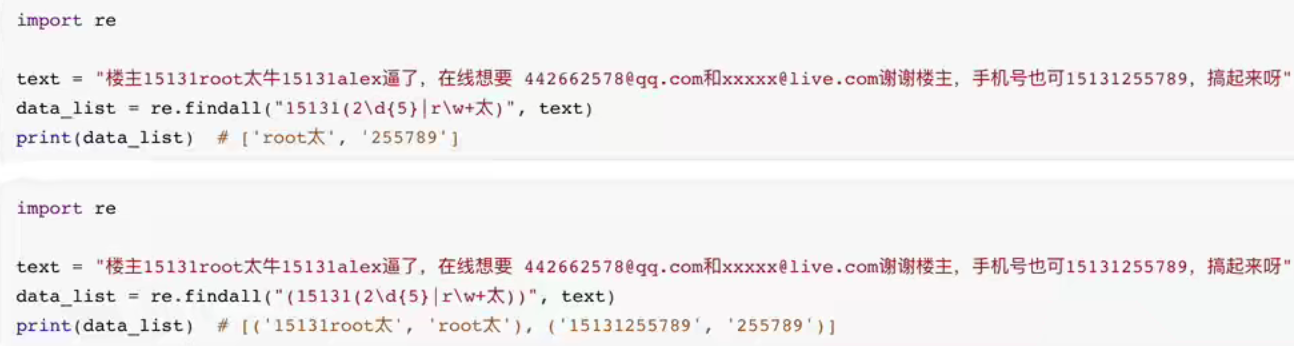 import re
text = "楼主15131root太牛15131alex逼了，在线想要 442662578@qq.com和xxxxx@live.com谢谢楼主，手机号也可15131255789，搞起来呀"
data_list = re.findall("15131(2\d{5}|r\w+太)", text)
print(data_list)  # ['root太', '255789']
import re
text = "楼主15131root太牛15131alex逼了，在线想要 442662578@qq.com和xxxxx@live.com谢谢楼主，手机号也可15131255789，搞起来呀"
data_list = re.findall("(15131(2\d{5}|r\w+太))", text)
print(data_list)  # [('15131root太', 'root太'), ('15131255789', '255789')]